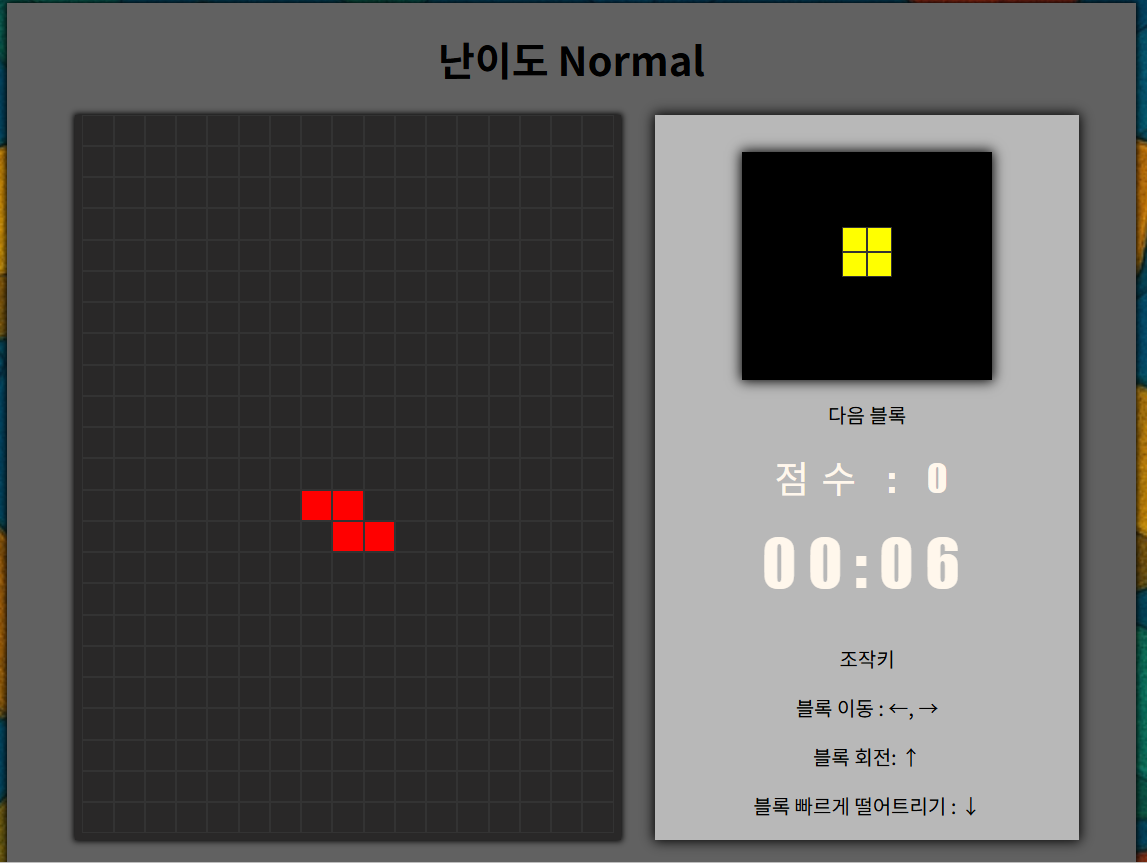 난이도 Normal
다음 블록
점수 : 0
00:06
조작키
블록 이동 : ←, →
블록 회전: ↑
블록 빠르게 떨어트리기 : ↓